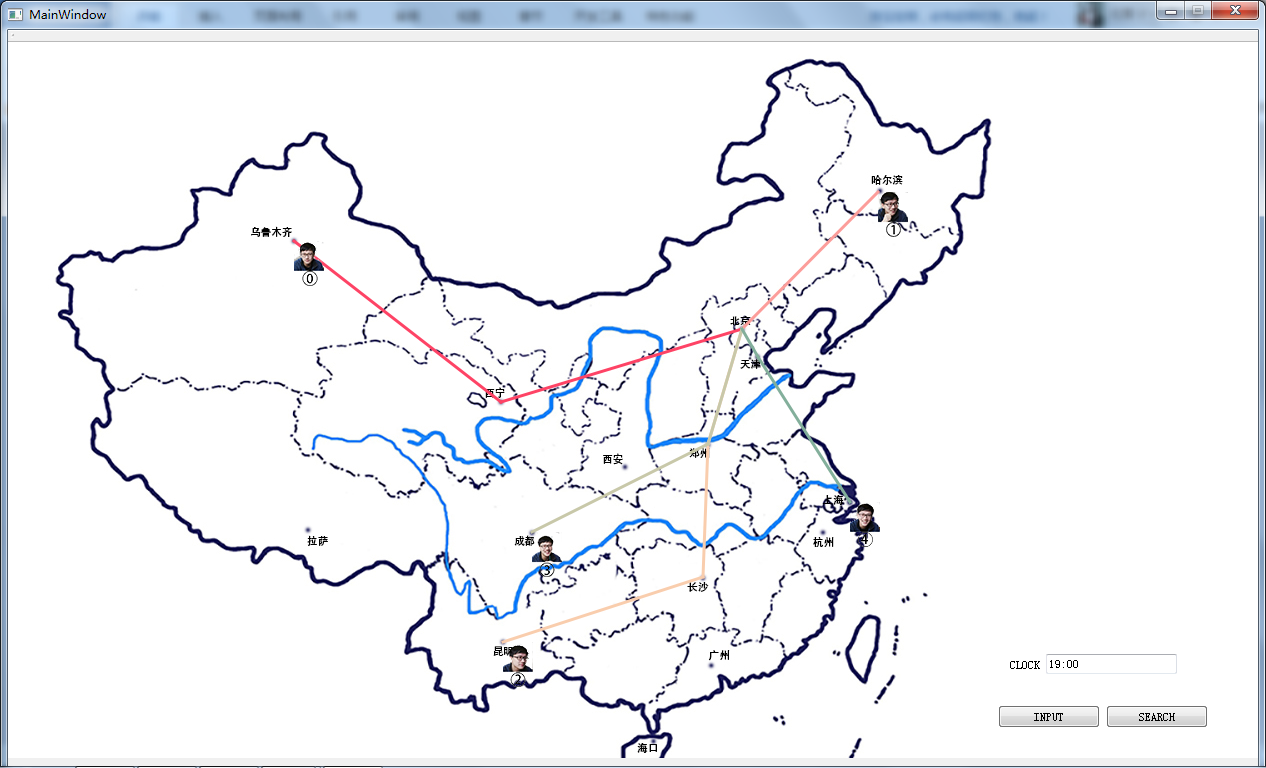 MainWindow
哈尔滨
①
乌鲁木齐
⓪
北京
天津
西宁
郑州
西安
上海
④
拉萨
成都
③
杭州
长沙
昆明
②
广州
CLOCK 19:00
INPUT SEARCH
海口